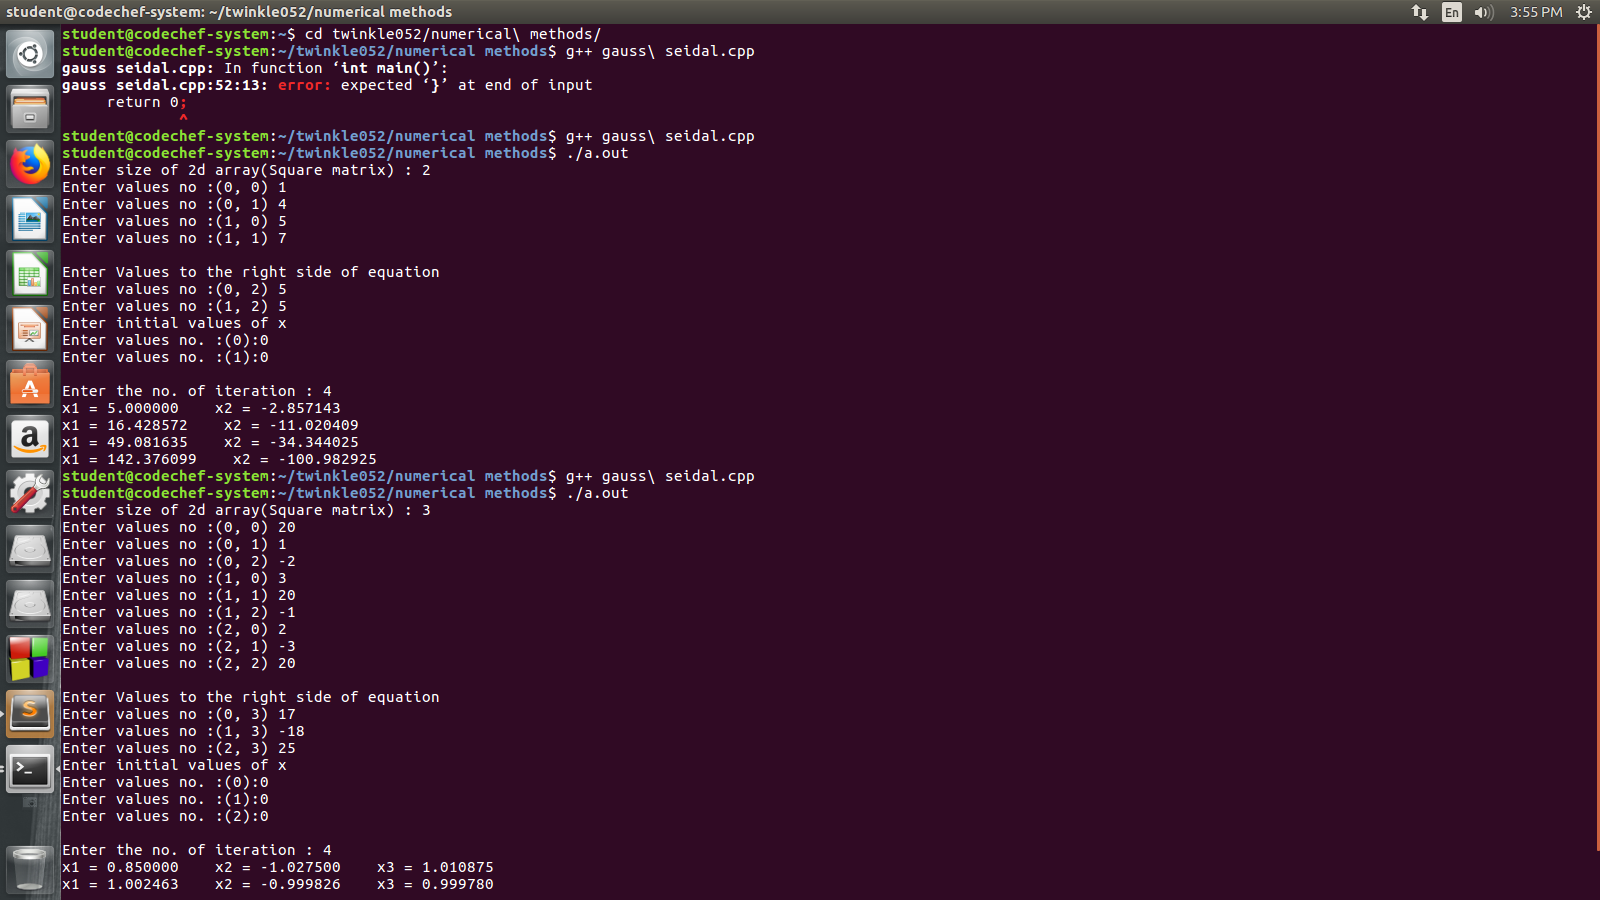 student@codechef-system: ~/twinkle052/numerical methods
En
3:55 PM
student@codechef-system:~$ cd twinkle052/numerical\ methods/
student@codechef-system:~/twinkle052/numerical methods$ g++ gauss\ seidal.cpp
gauss seidal.cpp: In function ‘int main()’:
gauss seidal.cpp:52:13: error: expected ‘}’ at end of input
     return 0;
             ^
student@codechef-system:~/twinkle052/numerical methods$ g++ gauss\ seidal.cpp
student@codechef-system:~/twinkle052/numerical methods$ ./a.out
Enter size of 2d array(Square matrix) : 2
Enter values no :(0, 0) 1
Enter values no :(0, 1) 4
Enter values no :(1, 0) 5
Enter values no :(1, 1) 7
Enter Values to the right side of equation
Enter values no :(0, 2) 5
Enter values no :(1, 2) 5
Enter initial values of x
Enter values no. :(0):0
Enter values no. :(1):0
Enter the no. of iteration : 4
x1 = 5.000000    x2 = -2.857143
x1 = 16.428572    x2 = -11.020409
x1 = 49.081635    x2 = -34.344025
x1 = 142.376099    x2 = -100.982925
student@codechef-system:~/twinkle052/numerical methods$ g++ gauss\ seidal.cpp
student@codechef-system:~/twinkle052/numerical methods$ ./a.out
Enter size of 2d array(Square matrix) : 3
Enter values no :(0, 0) 20
Enter values no :(0, 1) 1
Enter values no :(0, 2) -2
Enter values no :(1, 0) 3
Enter values no :(1, 1) 20
Enter values no :(1, 2) -1
Enter values no :(2, 0) 2
Enter values no :(2, 1) -3
Enter values no :(2, 2) 20
Enter Values to the right side of equation
Enter values no :(0, 3) 17
Enter values no :(1, 3) -18
Enter values no :(2, 3) 25
Enter initial values of x
Enter values no. :(0):0
Enter values no. :(1):0
Enter values no. :(2):0
Enter the no. of iteration : 4
x1 = 0.850000    x2 = -1.027500    x3 = 1.010875
x1 = 1.002463    x2 = -0.999826    x3 = 0.999780